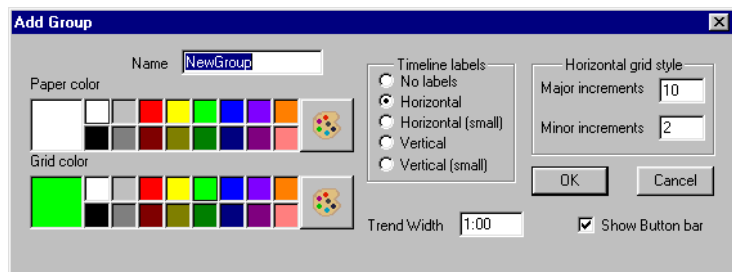 Add Group
Name NewGroup
Paper color
Grid color
Timeline labels
No labels
Horizontal
Horizontal (small)
Vertical
Vertical (small)
Horizontal grid style
Major increments 10
Minor increments 2
OK Cancel
Trend Width 1:00
Show Button bar